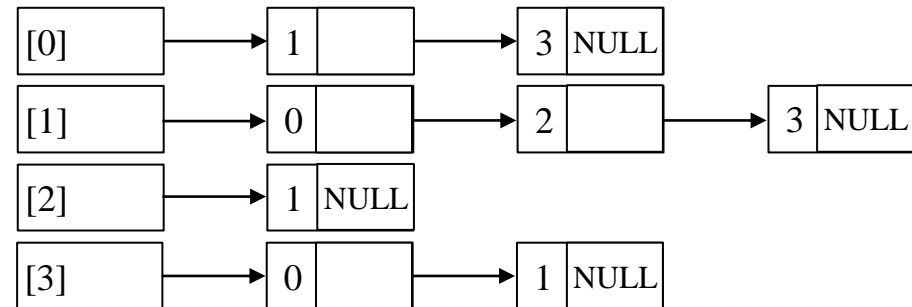 [0] 1 3 NULL
[1] 0 2 3 NULL
[2] 1 NULL
[3] 0 1 NULL